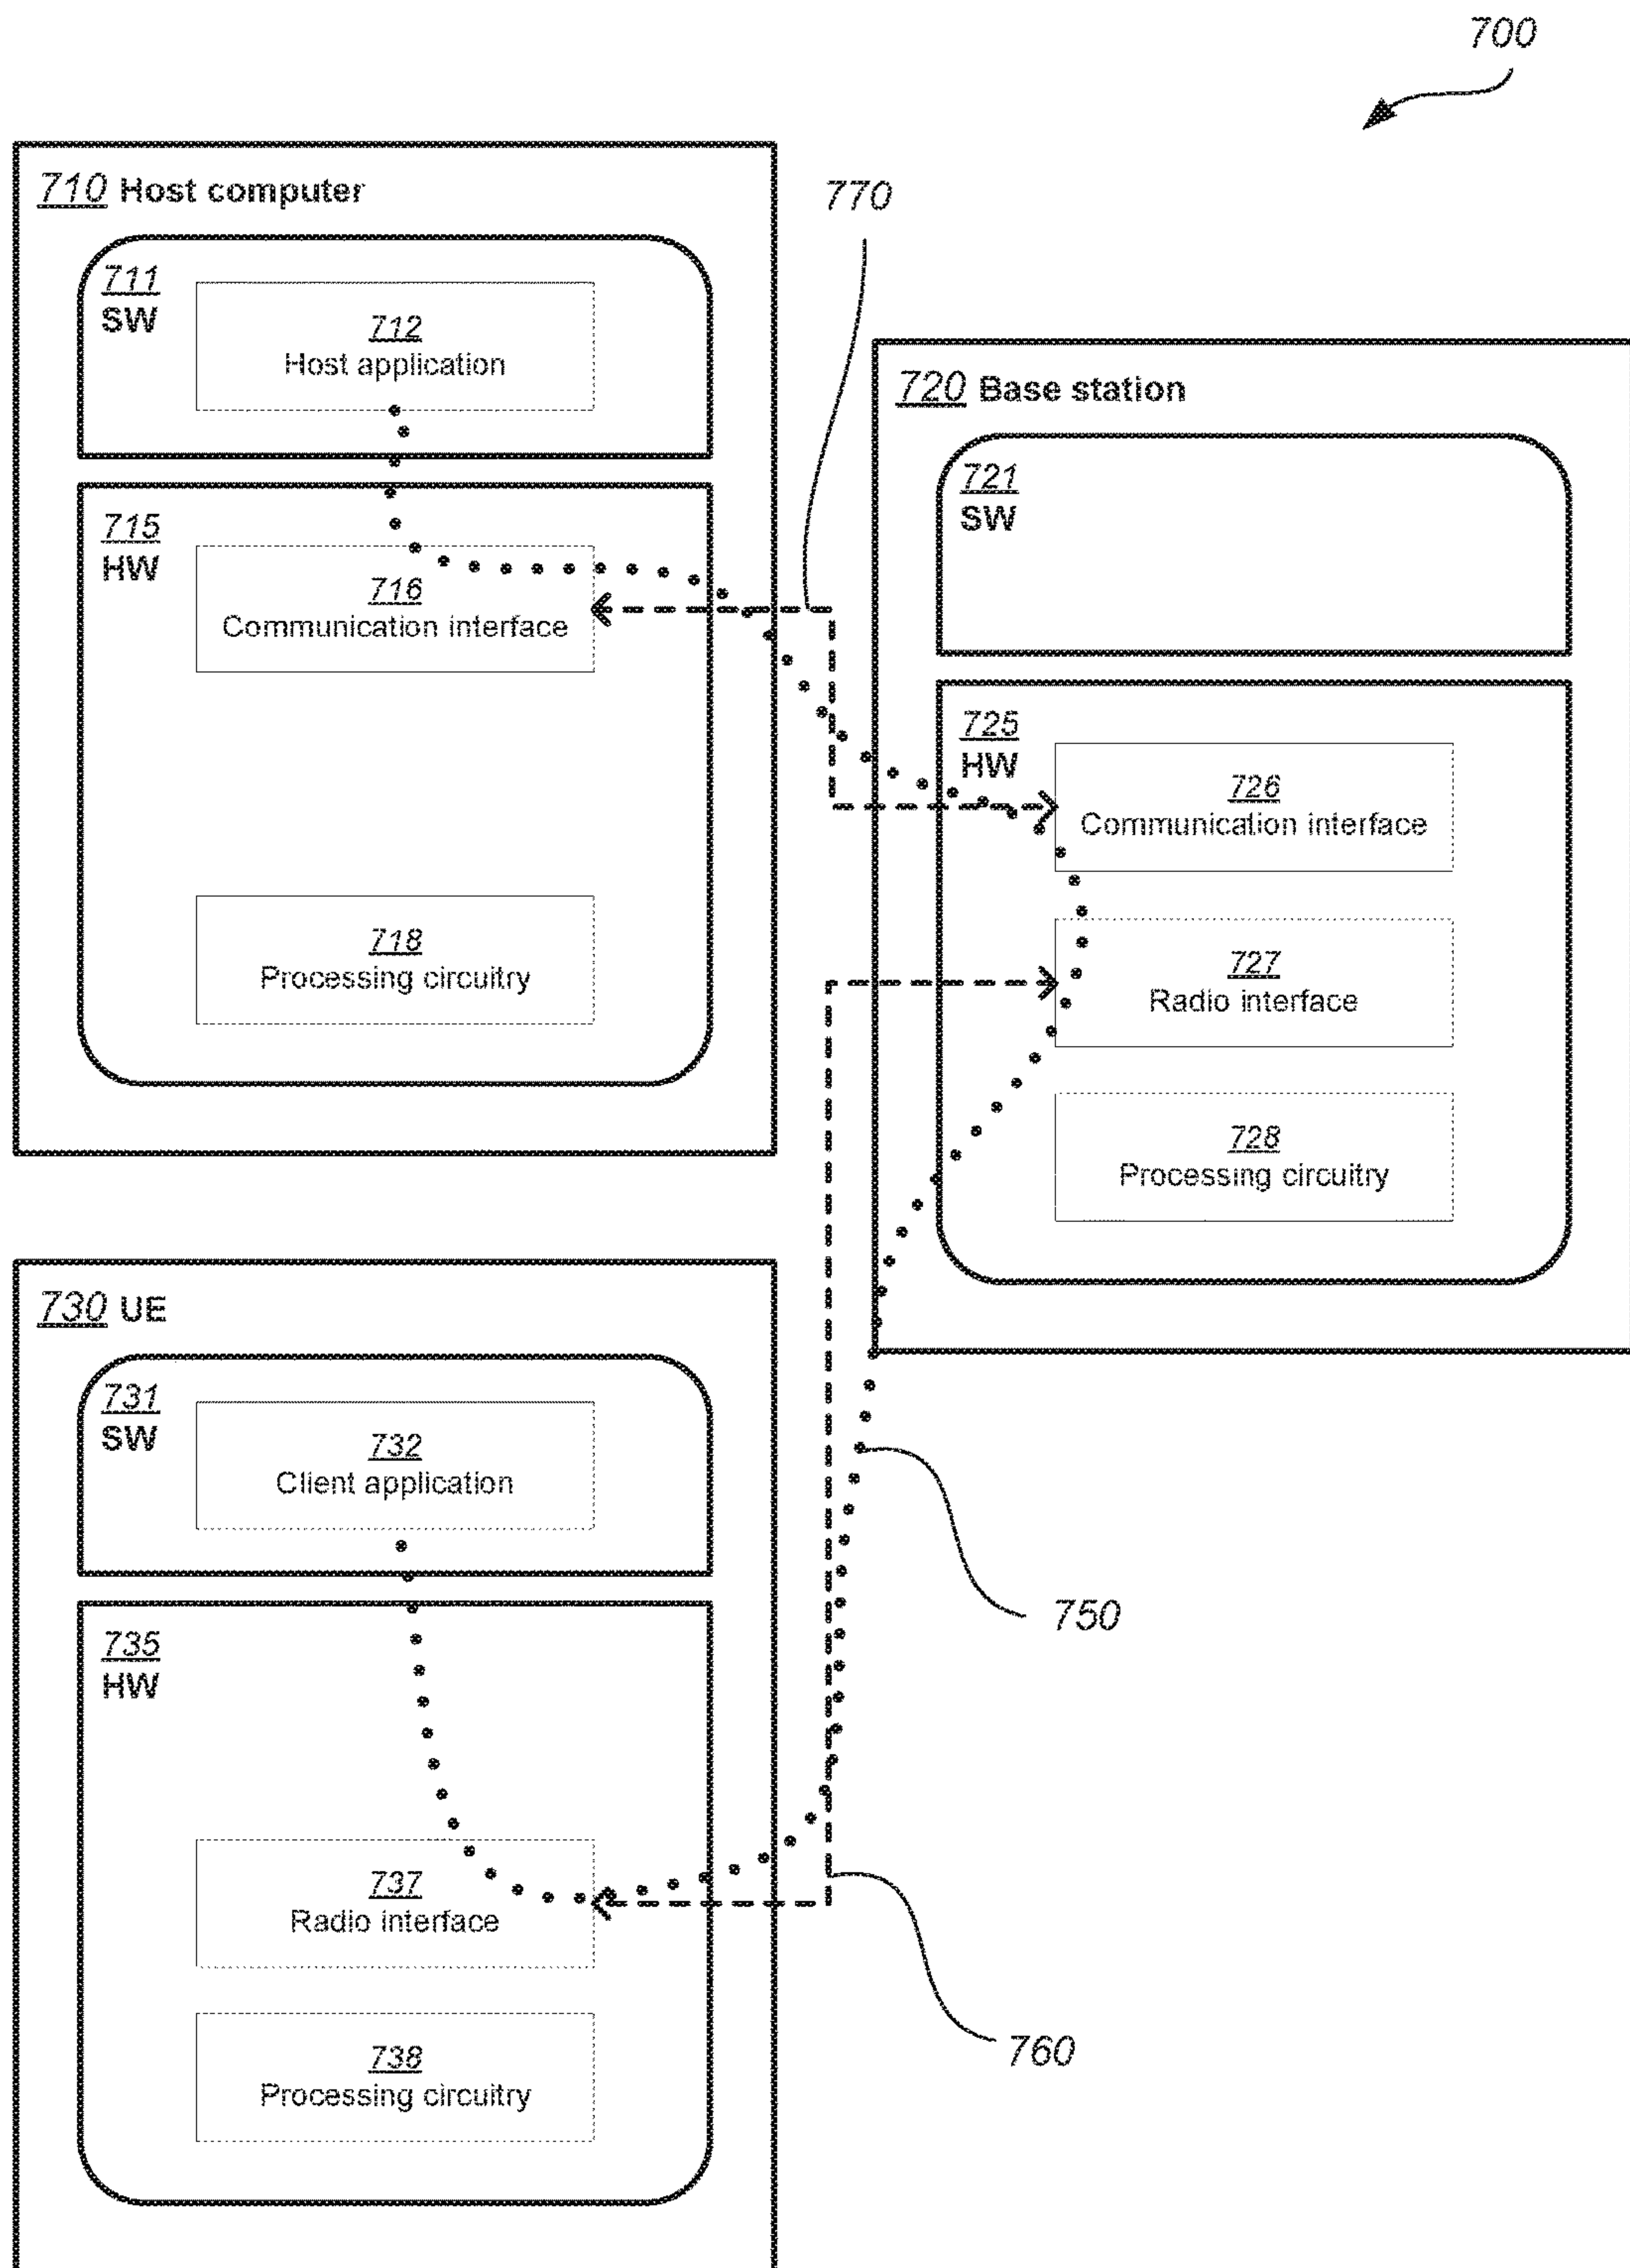 700
710 Host computer
770
711
SW
712
Host application
715
HW
716
Communication interface
718
Processing circuitry
720 Base station
721
SW
725
HW
726
Communication interface
727
Radio interface
728
Processing circuitry
730 UE
731
SW
732
Client application
735
HW
737
Radio interface
738
Processing circuitry
750
760